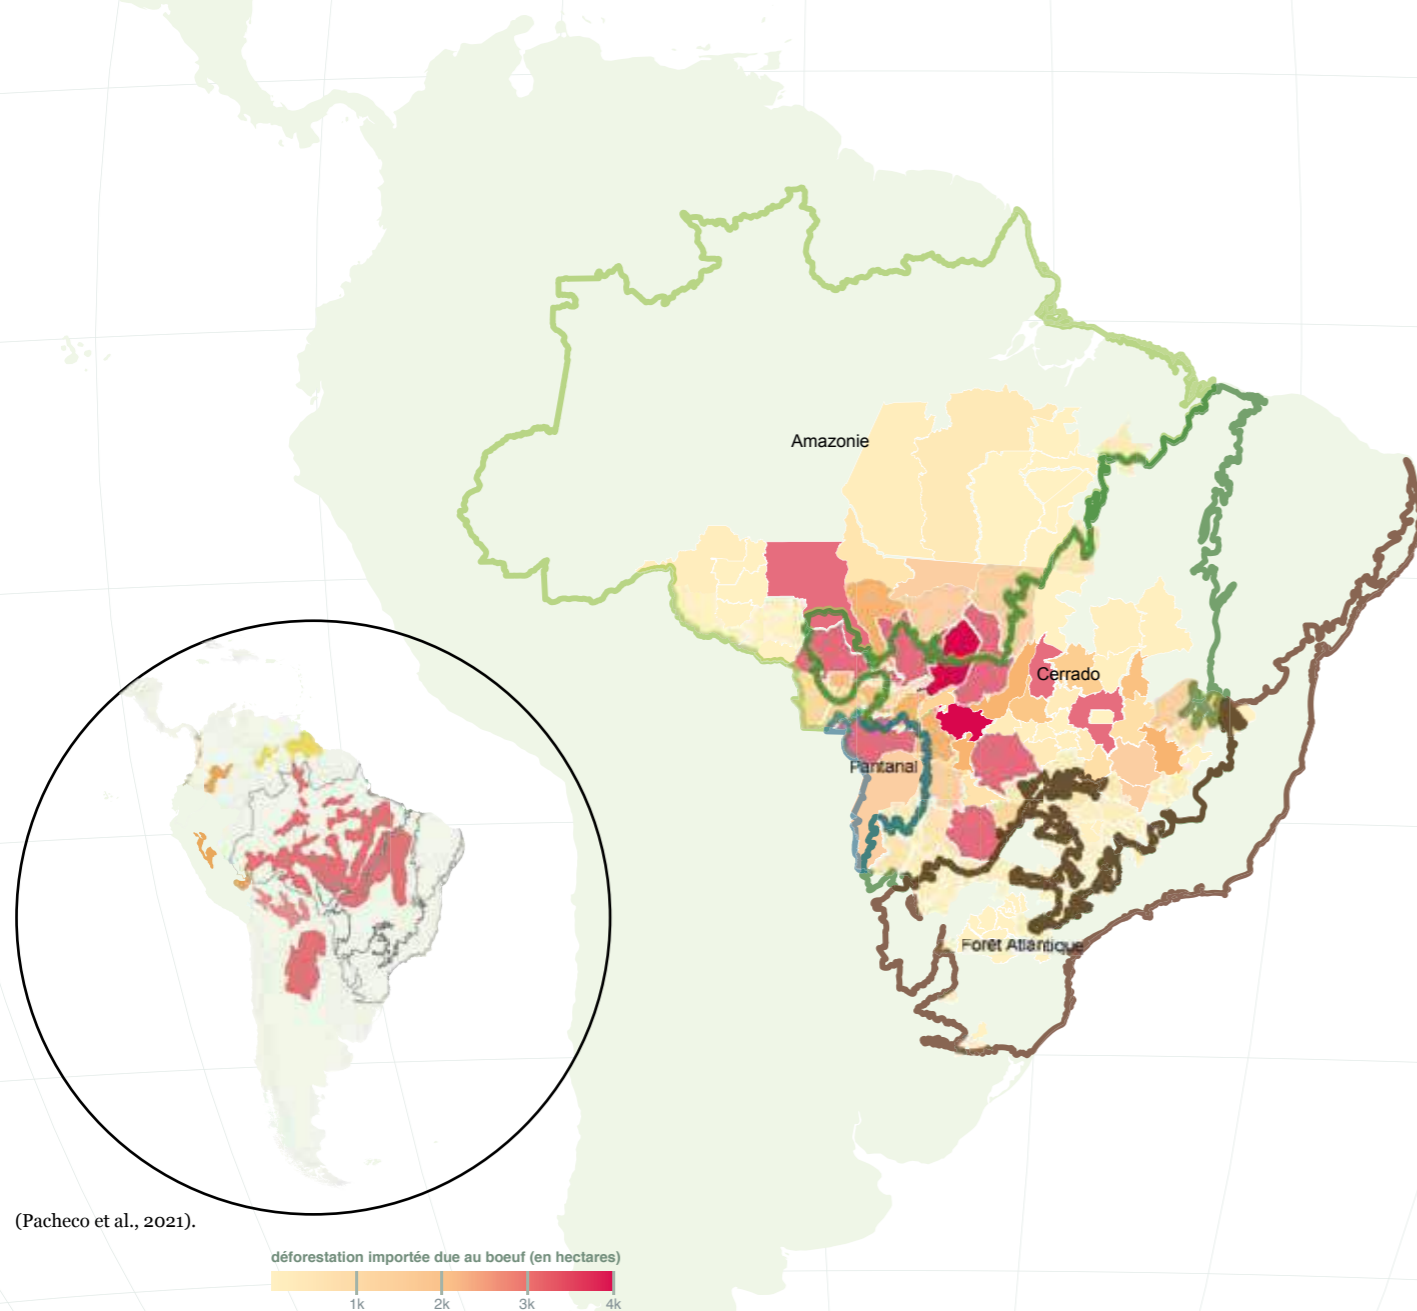 Amazonie
Cerrado
Pantanal
Forêt Atlantique
(Pacheco et al., 2021).
déforestation importée due au boeuf (en hectares)
1k 2k 3k 4k